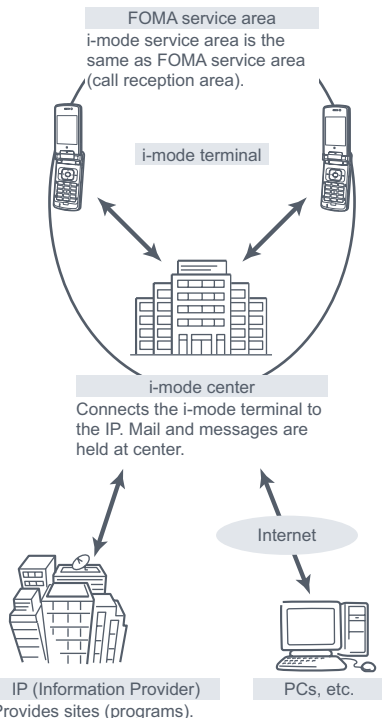 FOMA service area
i-mode service area is the
same as FOMA service area
(call reception area).
i-mode terminal
i-mode center
Connects the i-mode terminal to
the IP. Mail and messages are
held at center.
Internet
IP (Information Provider)
Provides sites (programs).
PCs, etc.